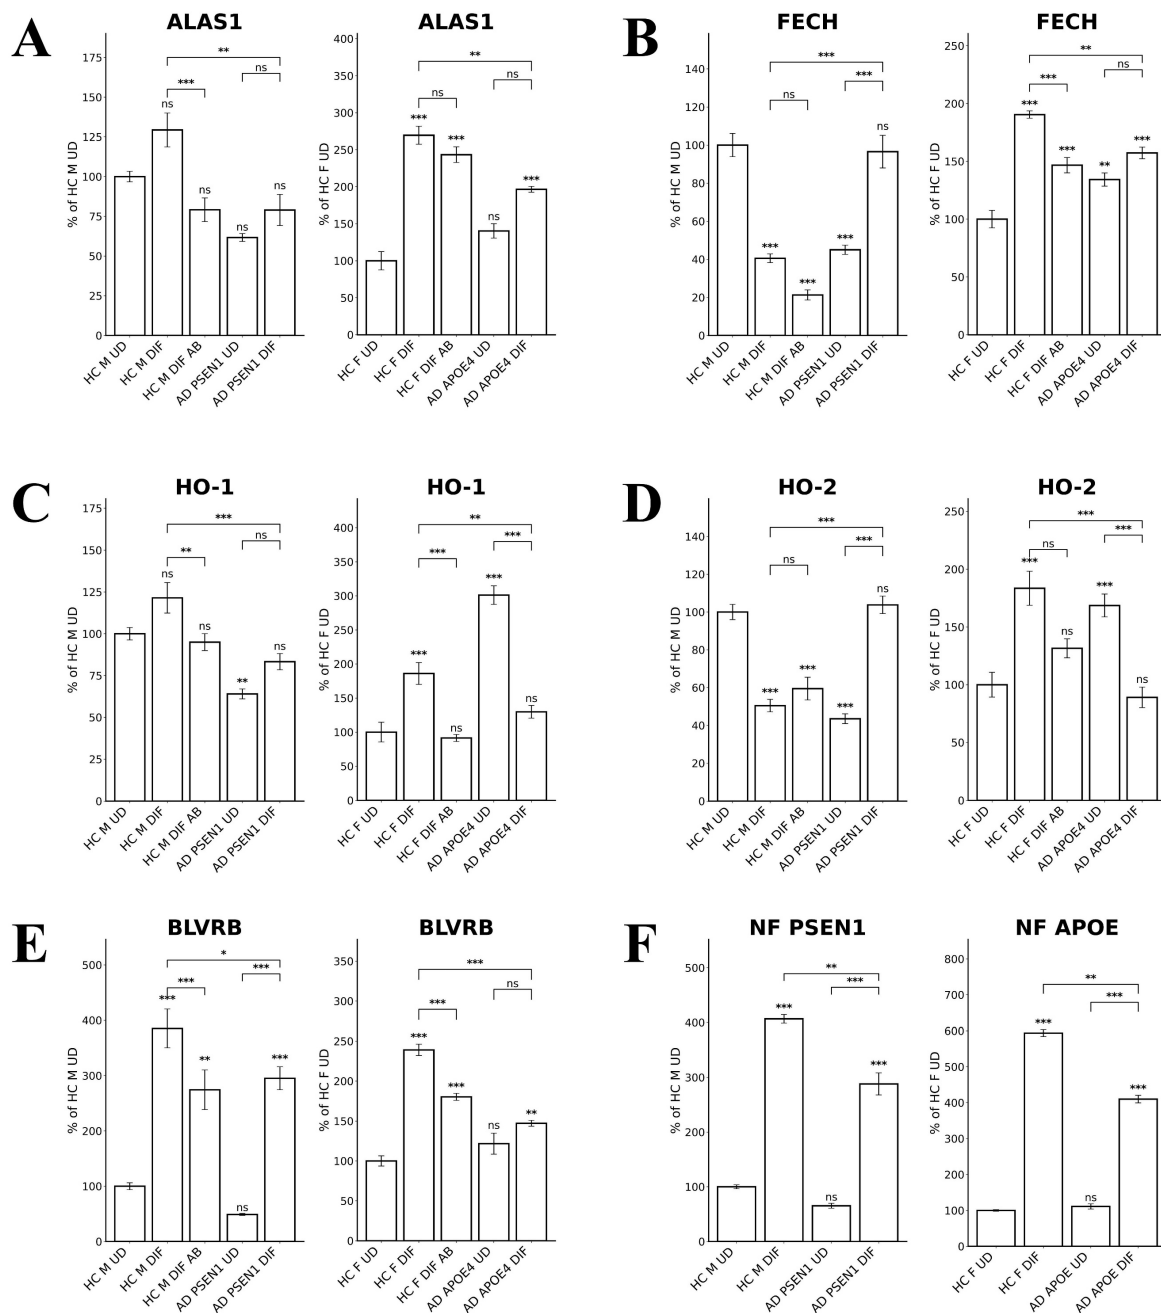 A
ALAS1
% of HC M UD
175
150
125
100
75
50
25
0
**
ns
***
ns
ns
ns
ns
HC M UD
HC M DIF
HC M DIF AB
AD PSEN1 UD
AD PSEN1 DIF
ALAS1
% of HC F UD
400
350
300
250
200
150
100
50
0
**
ns
ns
***
***
ns
***
HC F UD
HC F DIF
HC F DIF AB
AD APOE4 UD
AD APOE4 DIF
B
FECH
% of HC M UD
140
120
100
80
60
40
20
0
***
***
ns
***
***
***
ns
HC M UD
HC M DIF
HC M DIF AB
AD PSEN1 UD
AD PSEN1 DIF
FECH
% of HC F UD
250
200
150
100
50
0
**
ns
***
***
***
**
***
HC F UD
HC F DIF
HC F DIF AB
AD APOE4 UD
AD APOE4 DIF
C
HO-1
% of HC M UD
175
150
125
100
75
50
25
0
***
ns
**
ns
ns
**
ns
HC M UD
HC M DIF
HC M DIF AB
AD PSEN1 UD
AD PSEN1 DIF
HO-1
% of HC F UD
400
350
300
250
200
150
100
50
0
**
***
***
***
ns
***
ns
HC F UD
HC F DIF
HC F DIF AB
AD APOE4 UD
AD APOE4 DIF
D
HO-2
% of HC M UD
140
120
100
80
60
40
20
0
***
***
ns
***
***
***
ns
HC M UD
HC M DIF
HC M DIF AB
AD PSEN1 UD
AD PSEN1 DIF
HO-2
% of HC F UD
250
200
150
100
50
0
***
***
ns
***
ns
***
ns
HC F UD
HC F DIF
HC F DIF AB
AD APOE4 UD
AD APOE4 DIF
E
BLVRB
% of HC M UD
500
400
300
200
100
0
*
***
***
***
**
ns
***
HC M UD
HC M DIF
HC M DIF AB
AD PSEN1 UD
AD PSEN1 DIF
BLVRB
% of HC F UD
350
300
250
200
150
100
50
0
***
ns
***
***
***
ns
**
HC F UD
HC F DIF
HC F DIF AB
AD APOE4 UD
AD APOE4 DIF
F
NF PSEN1
% of HC M UD
500
400
300
200
100
0
**
***
***
ns
***
HC M UD
HC M DIF
AD PSEN1 UD
AD PSEN1 DIF
NF APOE
% of HC F UD
800
700
600
500
400
300
200
100
0
**
***
***
ns
***
HC F UD
HC F DIF
AD APOE UD
AD APOE DIF